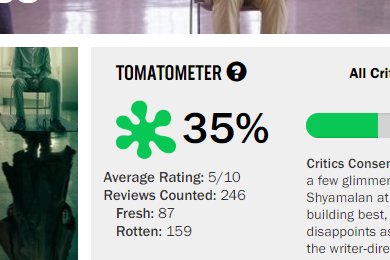 TOMATOMETER ?
All Cri
35%
Average Rating: 5/10
Reviews Counted: 246
Fresh: 87
Rotten: 159
Critics Conser
a few glimmer
Shyamalan at
building best,
disappoints as
the writer-dire